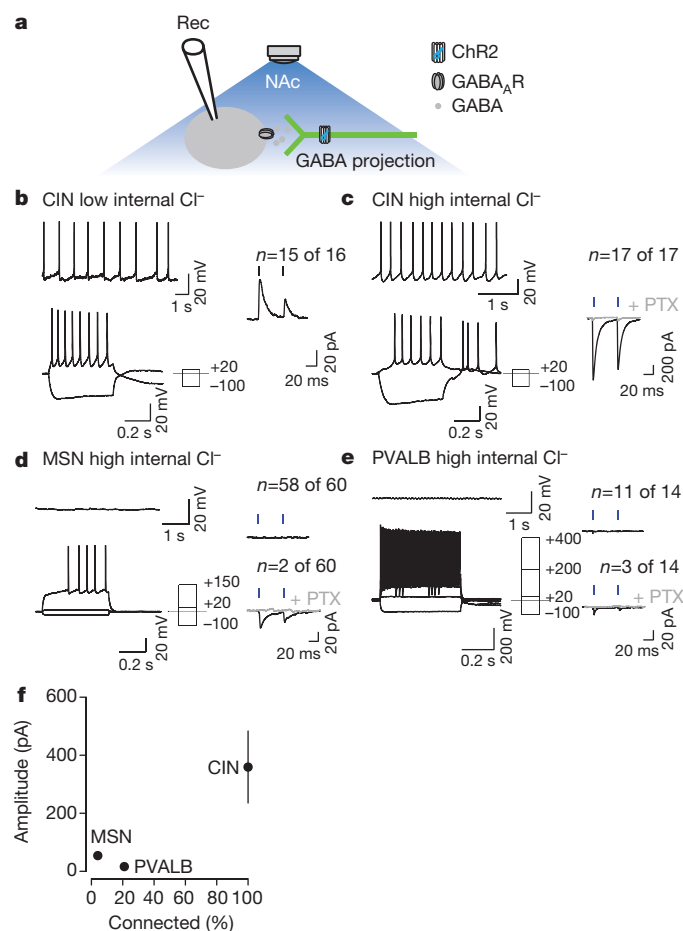 a
Rec
NAc
ChR2
GABA_AR
GABA
GABA projection
b CIN low internal Cl⁻
1 s
20 mV
n=15 of 16
20 ms
20 pA
+20
−100
0.2 s
20 mV
c CIN high internal Cl⁻
1 s
20 mV
n=17 of 17
+ PTX
20 ms
200 pA
+20
−100
0.2 s
20 mV
d MSN high internal Cl⁻
1 s
20 mV
n=58 of 60
n=2 of 60
+ PTX
+150
+20
−100
0.2 s
20 mV
20 ms
20 pA
e PVALB high internal Cl⁻
1 s
20 mV
n=11 of 14
n=3 of 14
+ PTX
+400
+200
+20
−100
0.2 s
200 mV
20 ms
20 pA
f
Amplitude (pA)
600
400
200
0
CIN
MSN
PVALB
0 20 40 60 80 100
Connected (%)